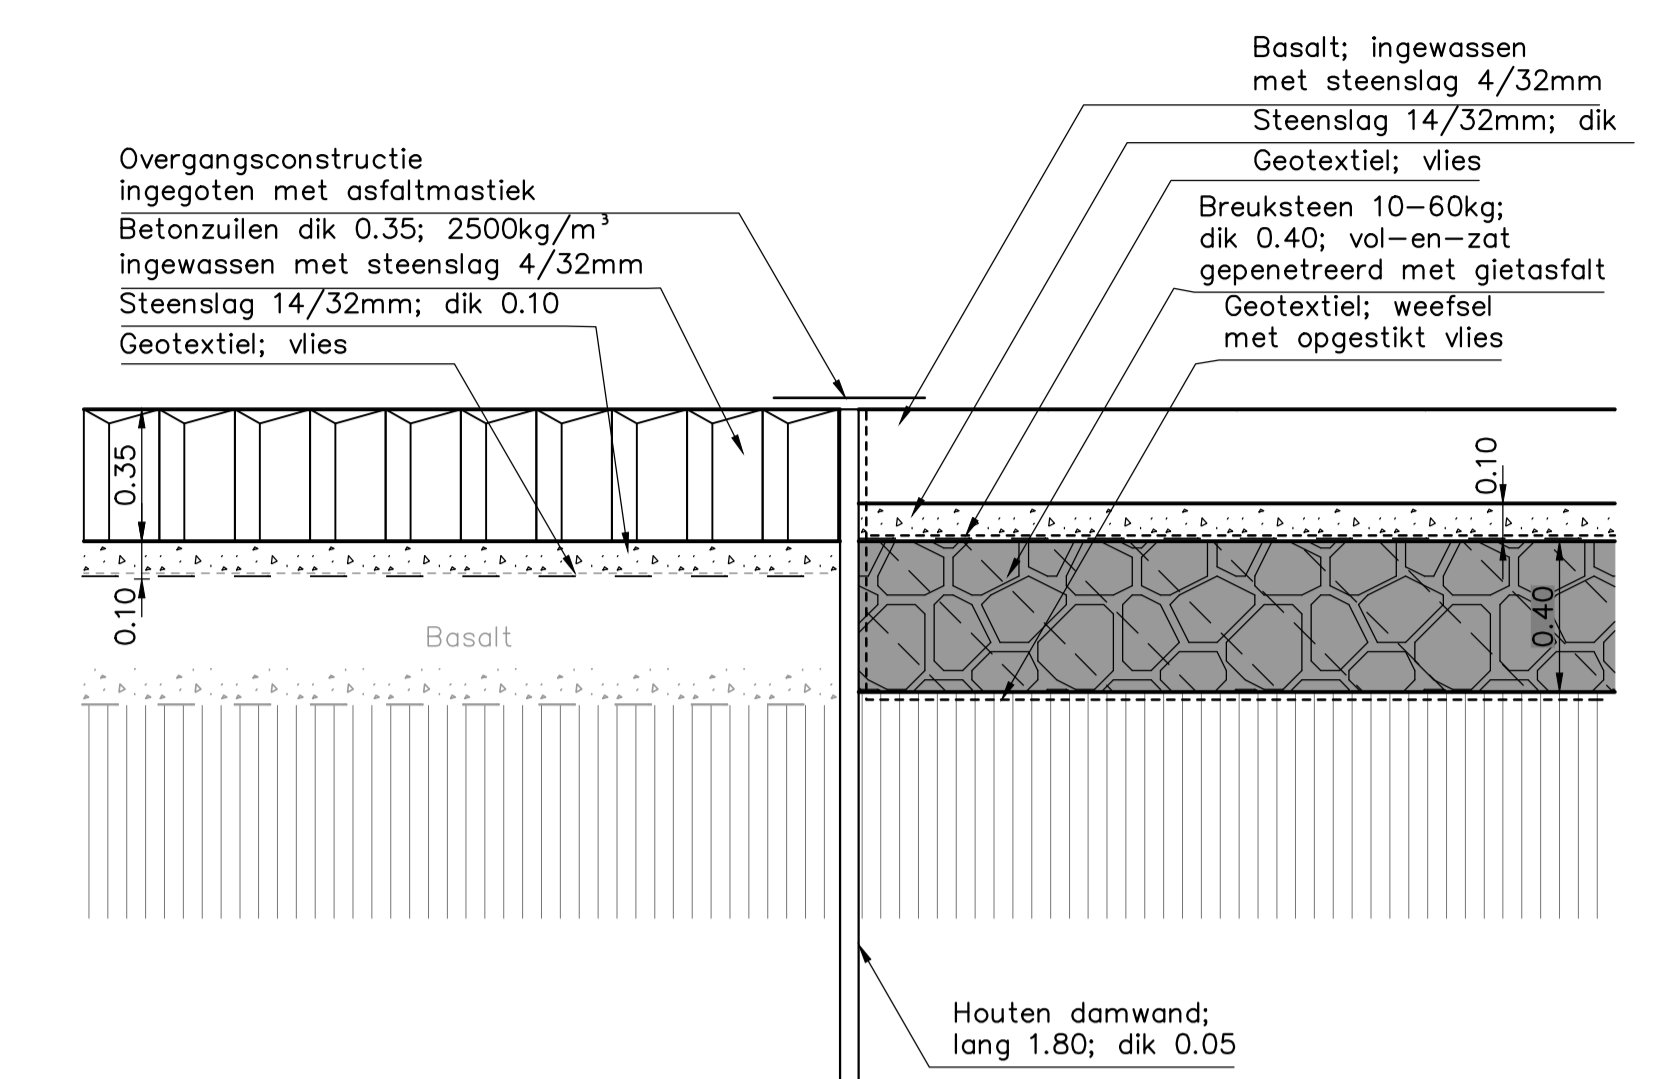 Basalt; ingewassen
met steenslag 4/32mm
Steenslag 14/32mm; dik
Geotextiel; vlies
Breuksteen 10-60kg;
dik 0.40; vol-en-zat
gepenetreerd met gietasfalt
Geotextiel; weefsel
met opgestikt vlies
Overgangsconstructie
ingegoten met asfaltmastiek
Betonzuilen dik 0.35; 2500kg/m³
ingewassen met steenslag 4/32mm
Steenslag 14/32mm; dik 0.10
Geotextiel; vlies
0.35
0.10
Basalt
0.10
0.40
Houten damwand;
lang 1.80; dik 0.05